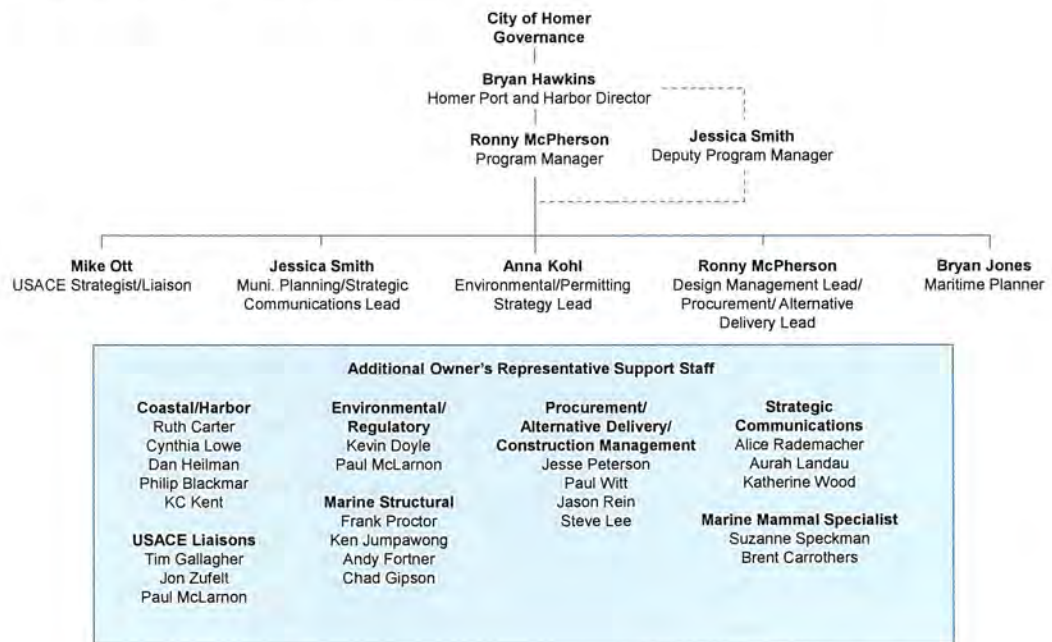 City of Homer
Governance
Bryan Hawkins
Homer Port and Harbor Director
Ronny McPherson
Program Manager
Jessica Smith
Deputy Program Manager
Mike Ott
USACE Strategist/Liaison
Jessica Smith
Muni. Planning/Strategic
Communications Lead
Anna Kohl
Environmental/Permitting
Strategy Lead
Ronny McPherson
Design Management Lead/
Procurement/ Alternative
Delivery Lead
Bryan Jones
Maritime Planner
Additional Owner's Representative Support Staff
Coastal/Harbor
Ruth Carter
Cynthia Lowe
Dan Heilman
Philip Blackmar
KC Kent
USACE Liaisons
Tim Gallagher
Jon Zufelt
Paul McLarnon
Environmental/
Regulatory
Kevin Doyle
Paul McLarnon
Marine Structural
Frank Proctor
Ken Jumpawong
Andy Fortner
Chad Gipson
Procurement/
Alternative Delivery/
Construction Management
Jesse Peterson
Paul Witt
Jason Rein
Steve Lee
Strategic
Communications
Alice Rademacher
Aurah Landau
Katherine Wood
Marine Mammal Specialist
Suzanne Speckman
Brent Carrothers